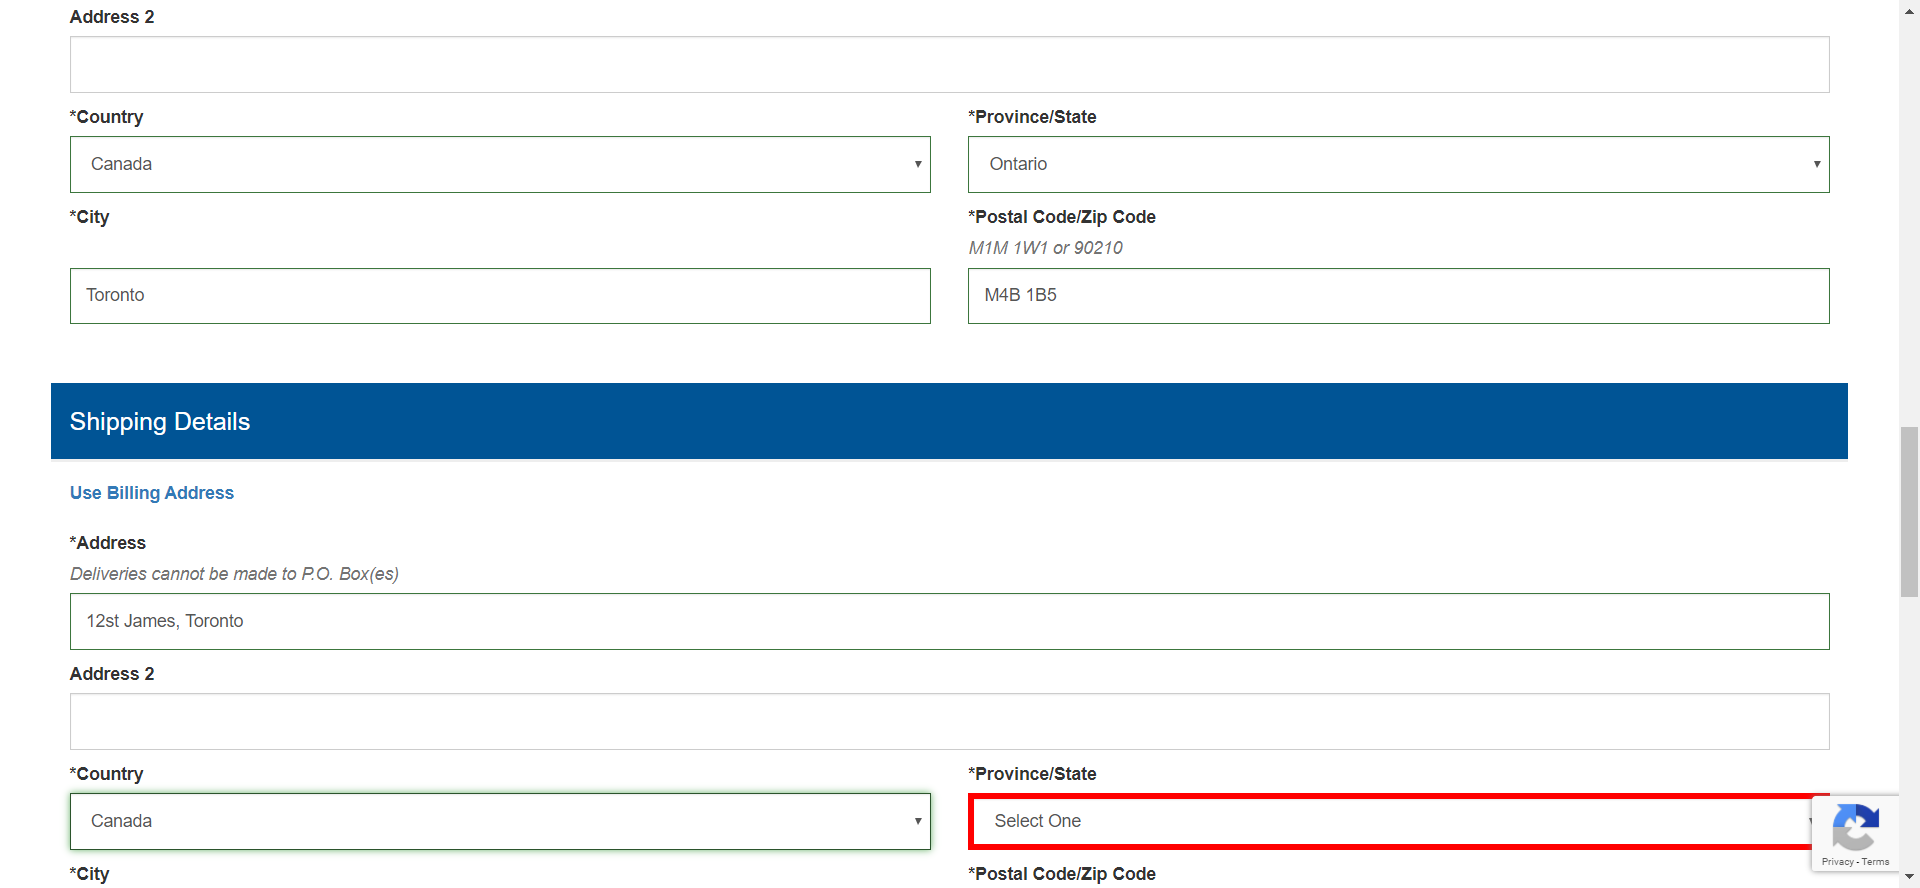 Address 2
*Country
*Province/State
Canada
Ontario
*City
*Postal Code/Zip Code
M1M 1W1 or 90210
Toronto
M4B 1B5
Shipping Details
Use Billing Address
*Address
Deliveries cannot be made to P.O. Box(es)
12st James, Toronto
Address 2
*Country
*Province/State
Canada
Select One
Privacy - Terms
*City
*Postal Code/Zip Code